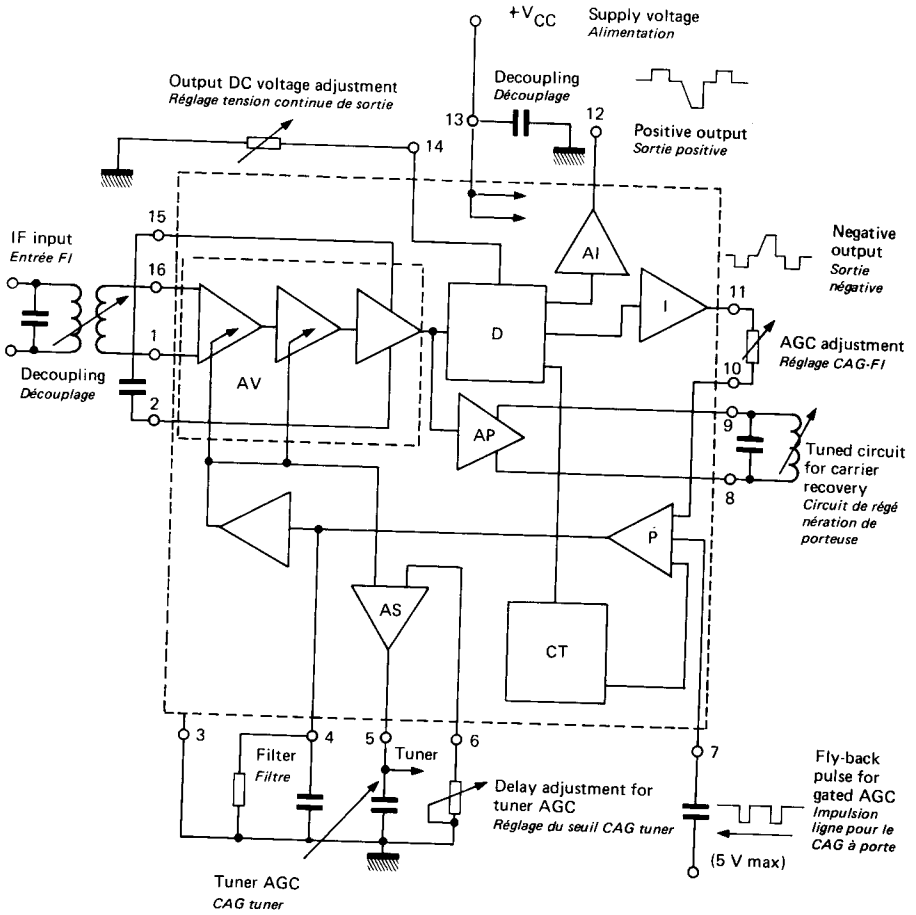 +VCC
Supply voltage
Alimentation
Output DC voltage adjustment
Réglage tension continue de sortie
Decoupling
Découplage
13
12
Positive output
Sortie positive
14
15
IF input
Entrée FI
16
1
Decoupling
Découplage
2
AV
D
AI
I
Negative
output
Sortie
négative
11
AGC adjustment
Réglage CAG-FI
10
9
AP
8
Tuned circuit
for carrier
recovery
Circuit de régé
nération de
porteuse
P
AS
CT
3
4
5
6
7
Filter
Filtre
Tuner
Delay adjustment for
tuner AGC
Réglage du seuil CAG tuner
Fly-back
pulse for
gated AGC
Impulsion
ligne pour le
CAG à porte
(5 V max)
Tuner AGC
CAG tuner